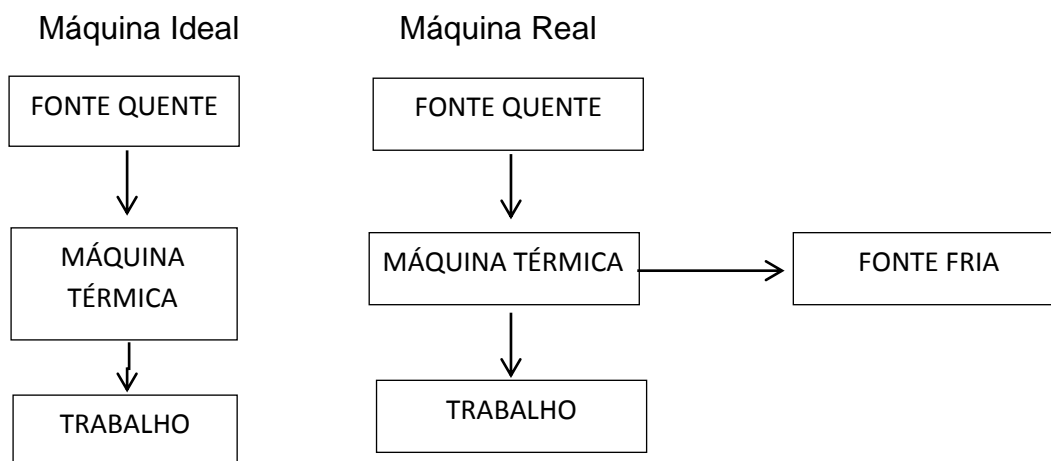 Máquina Ideal
FONTE QUENTE
MÁQUINA
TÉRMICA
TRABALHO
Máquina Real
FONTE QUENTE
MÁQUINA TÉRMICA
FONTE FRIA
TRABALHO